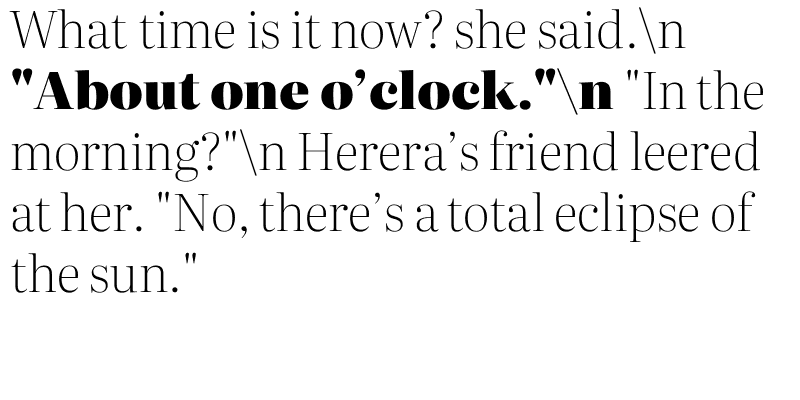 What time is it now? she said.\n
"About one o’clock."\n "In the
morning?"\n Herera’s friend leered
at her. "No, there’s a total eclipse of
the sun."